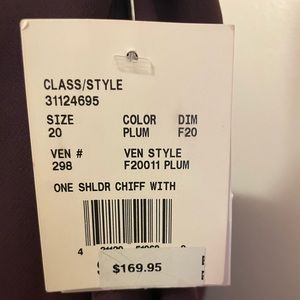 CLASS/STYLE
31124695
SIZE COLOR DIM
20 PLUM F20
VEN # VEN STYLE
298 F20011 PLUM
ONE SHLDR CHIFF WITH
$169.95